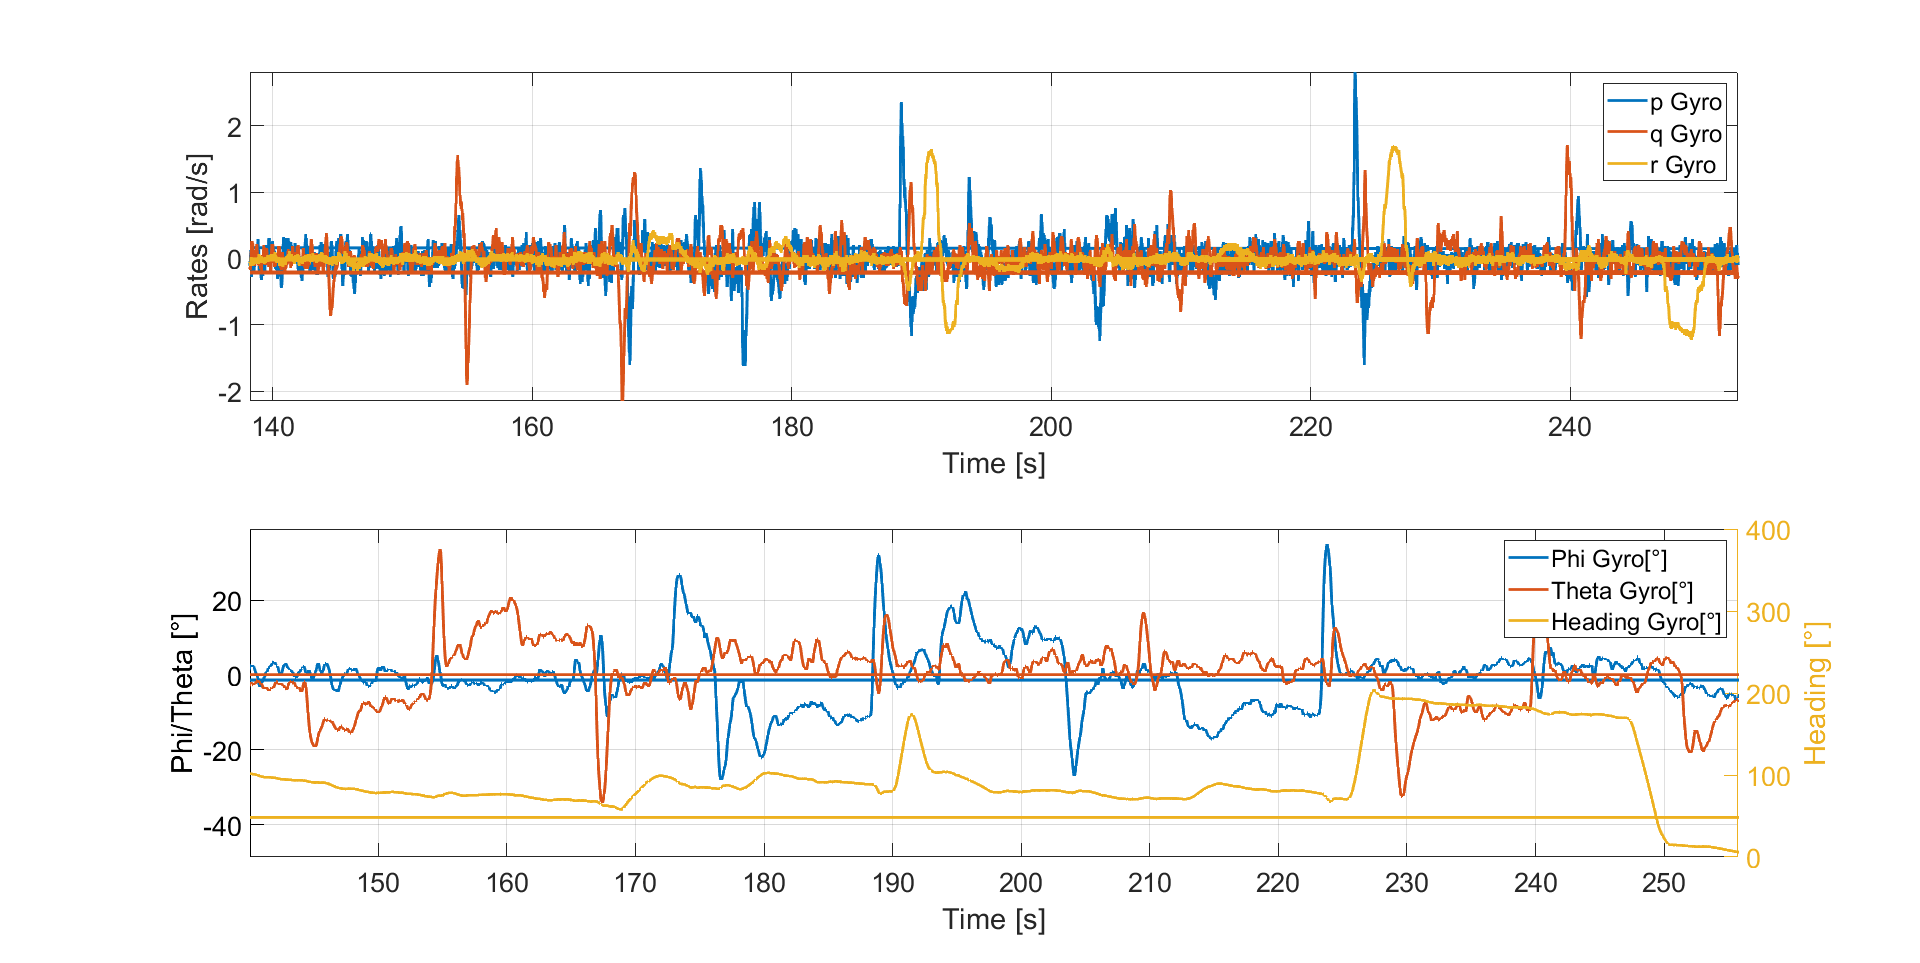 Rates [rad/s]
2
1
0
-1
-2
p Gyro
q Gyro
r Gyro
140 160 180 200 220 240
Time [s]
Phi/Theta [°]
20
0
-20
-40
Phi Gyro[°]
Theta Gyro[°]
Heading Gyro[°]
400
300
200
100
0
Heading [°]
150 160 170 180 190 200 210 220 230 240 250
Time [s]